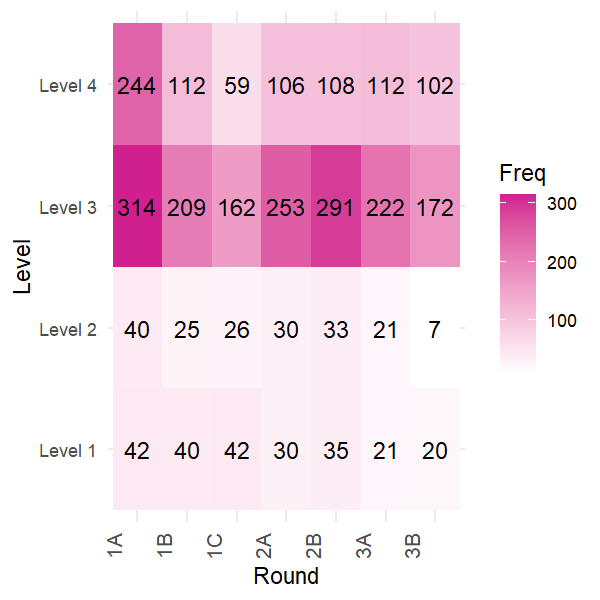 Level 4 244 112 59 106 108 112 102
Level 3 314 209 162 253 291 222 172
Level 2 40 25 26 30 33 21 7
Level 1 42 40 42 30 35 21 20
1A 1B 1C 2A 2B 3A 3B
Round
Level
Freq
300
200
100